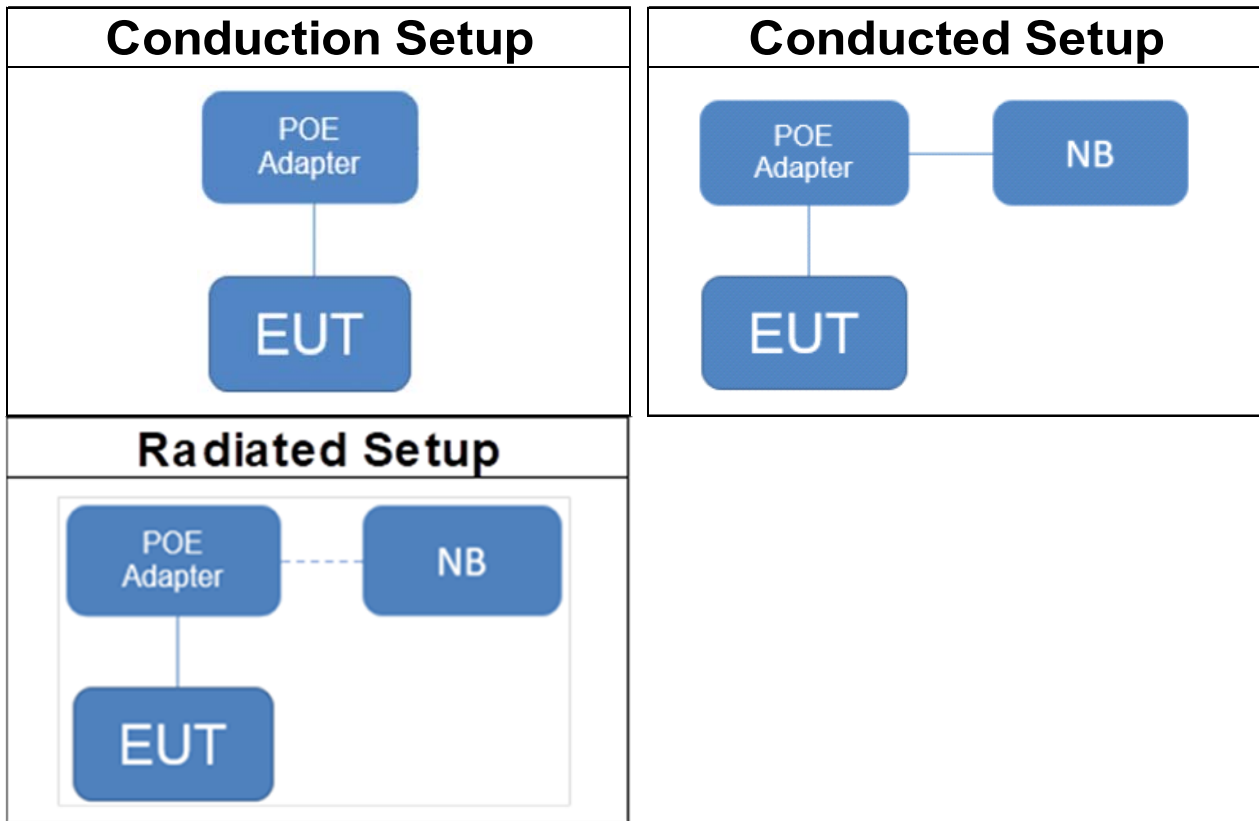 Conduction Setup
POE
Adapter
EUT
Conducted Setup
POE
Adapter
NB
EUT
Radiated Setup
POE
Adapter
NB
EUT